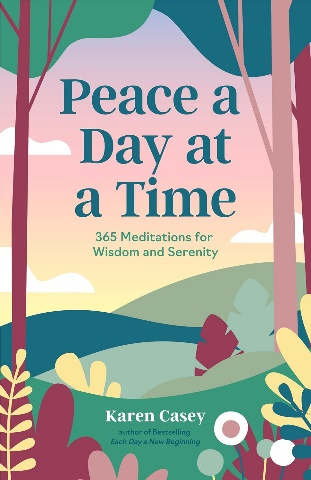 Peace a
Day at
a Time
365 Meditations for
Wisdom and Serenity
Karen Casey
author of Bestselling
Each Day a New Beginning